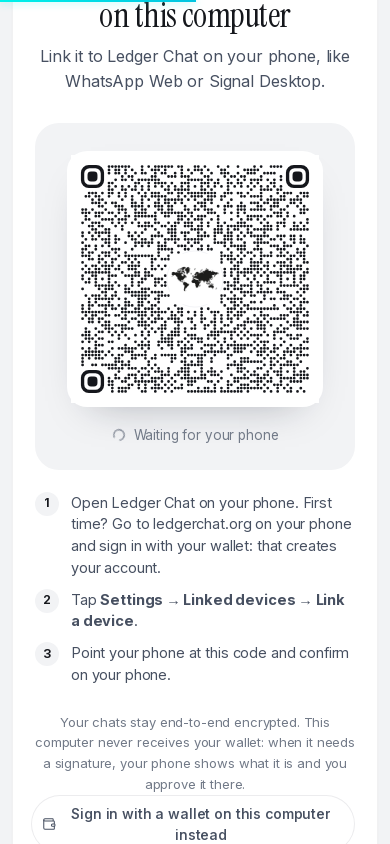 on this computer
Link it to Ledger Chat on your phone, like
WhatsApp Web or Signal Desktop.
Waiting for your phone
1
Open Ledger Chat on your phone. First
time? Go to ledgerchat.org on your phone
and sign in with your wallet: that creates
your account.
2
Tap Settings → Linked devices → Link
a device.
3
Point your phone at this code and confirm
on your phone.
Your chats stay end-to-end encrypted. This
computer never receives your wallet: when it needs
a signature, your phone shows what it is and you
approve it there.
Sign in with a wallet on this computer
instead